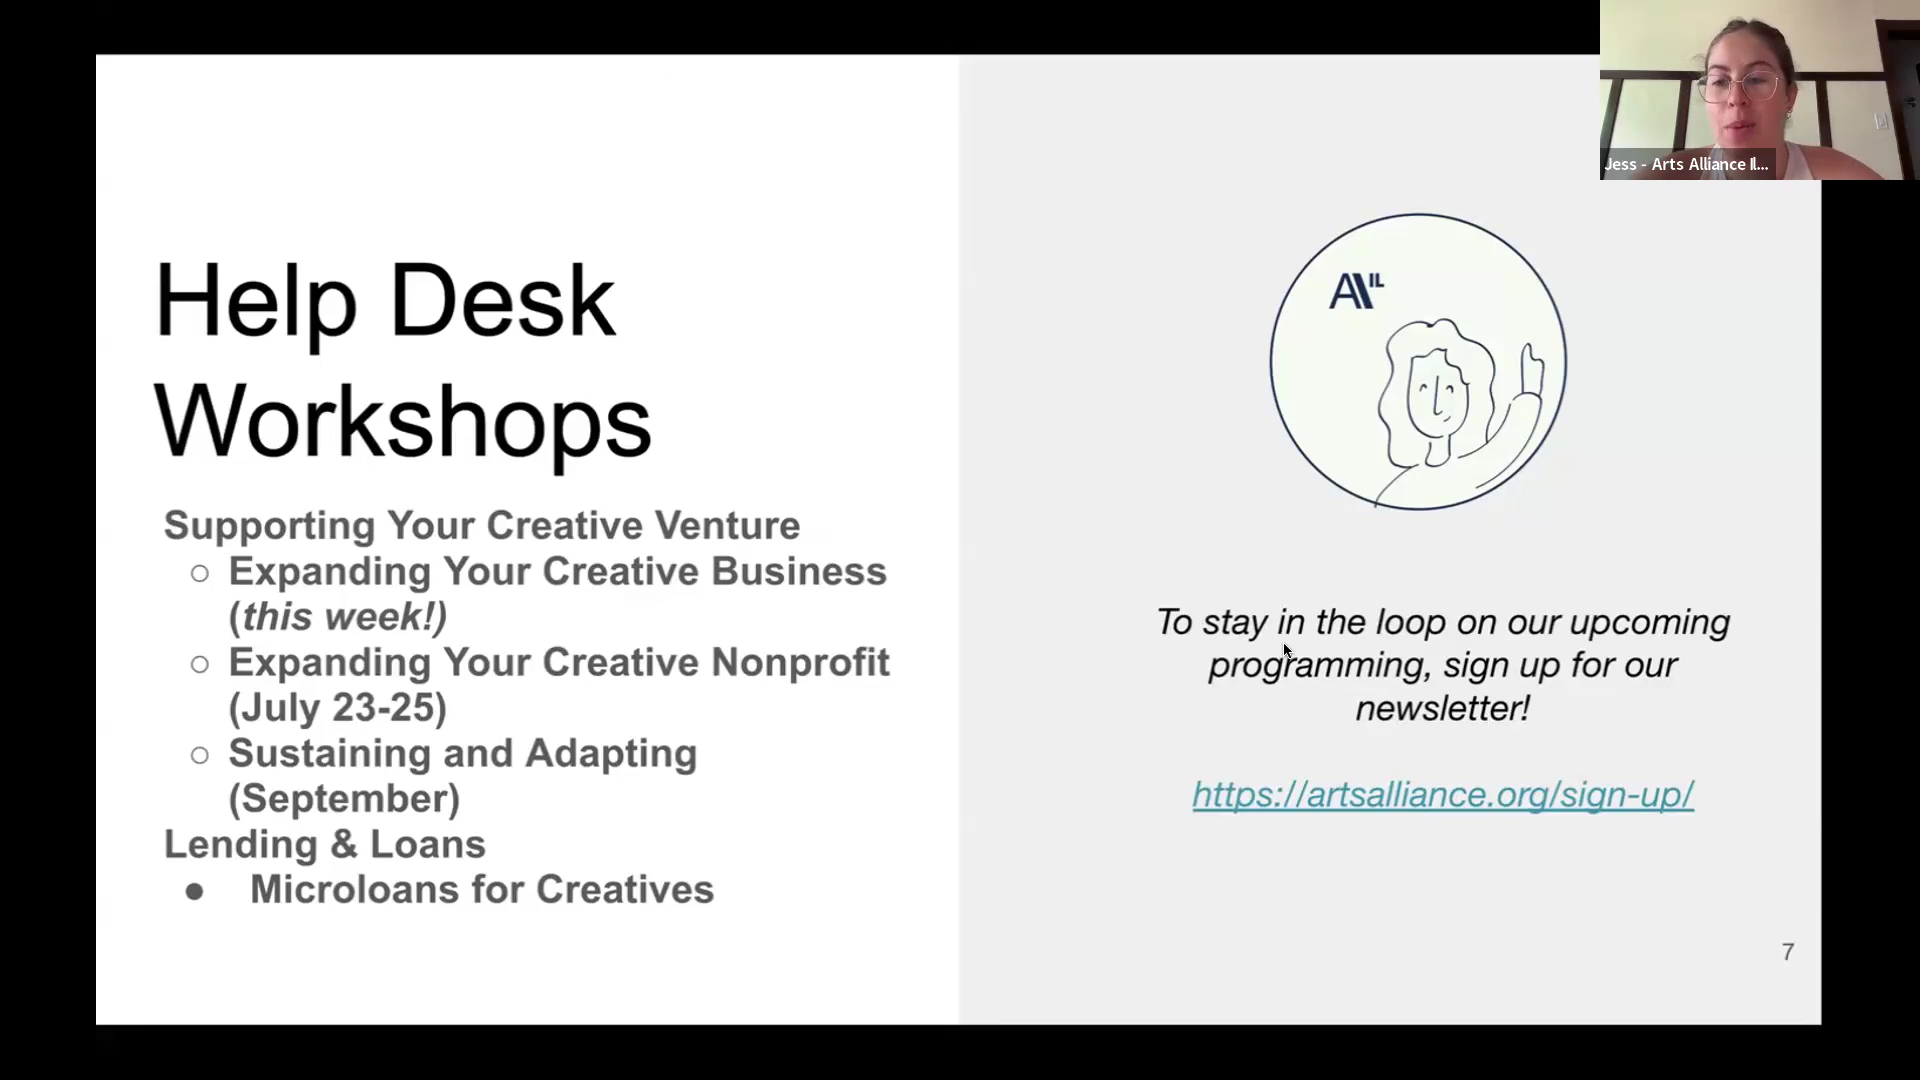 Jess - Arts Alliance Il...
Help Desk
Workshops
Supporting Your Creative Venture
○ Expanding Your Creative Business
(this week!)
○ Expanding Your Creative Nonprofit
(July 23-25)
○ Sustaining and Adapting
(September)
Lending & Loans
● Microloans for Creatives
AAIL
To stay in the loop on our upcoming
programming, sign up for our
newsletter!
https://artsalliance.org/sign-up/
7